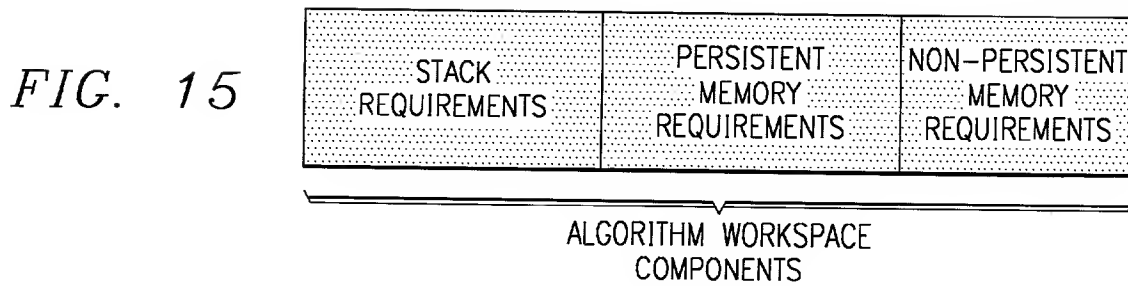 FIG. 15
STACK
REQUIREMENTS
PERSISTENT
MEMORY
REQUIREMENTS
NON-PERSISTENT
MEMORY
REQUIREMENTS
ALGORITHM WORKSPACE
COMPONENTS